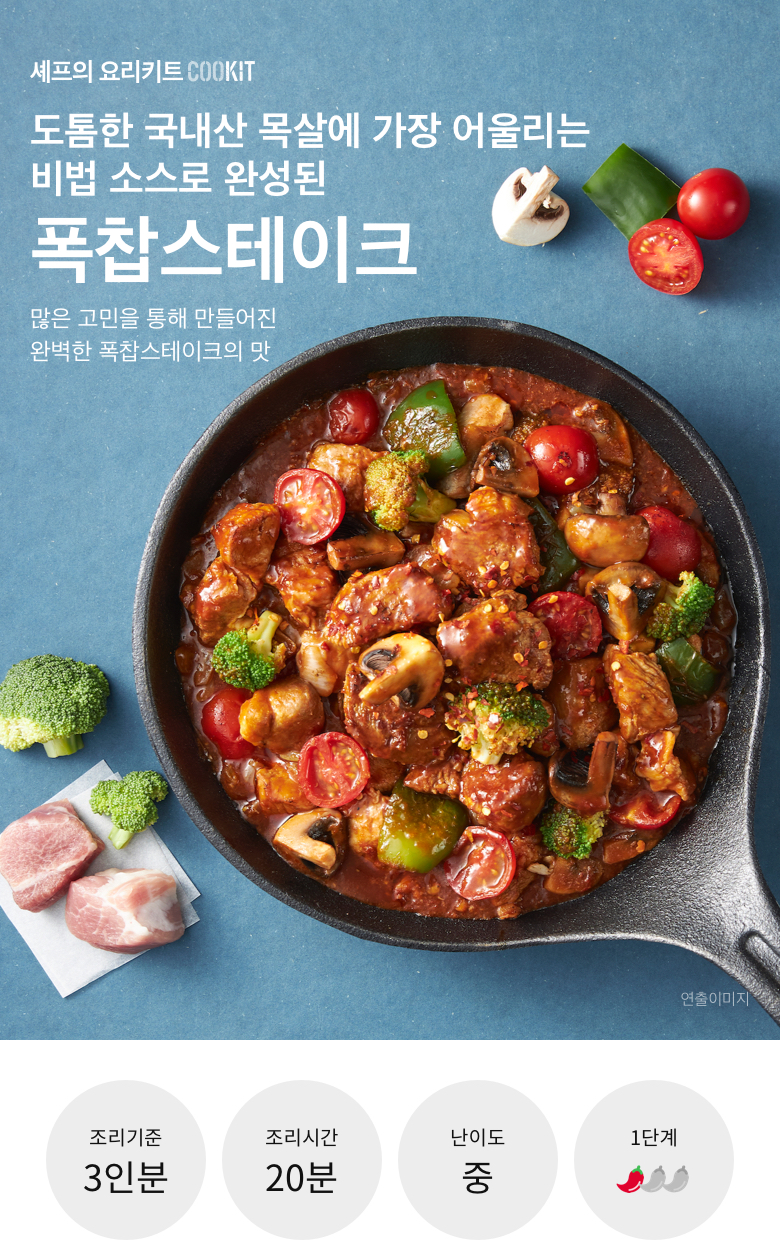 셰프의 요리키트 COOKIT
도톰한 국내산 목살에 가장 어울리는
비법 소스로 완성된
폭찹스테이크
많은 고민을 통해 만들어진
완벽한 폭찹스테이크의 맛
연출이미지
조리기준
3인분
조리시간
20분
난이도
중
1단계